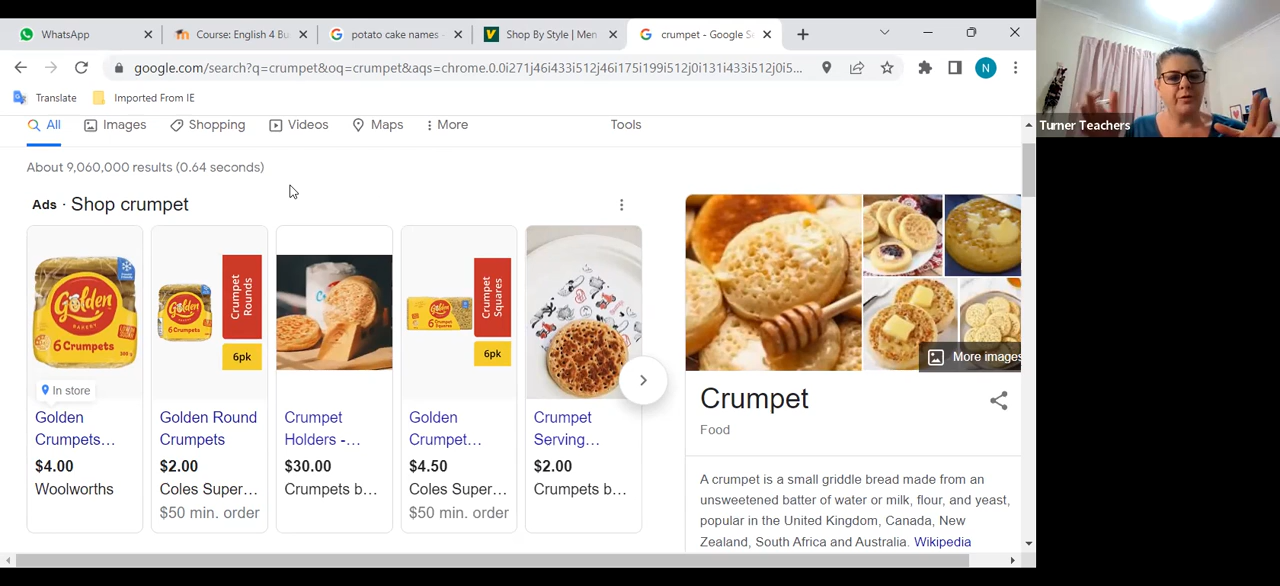 WhatsApp
Course: English 4 Bu
potato cake names -
Shop By Style | Men
crumpet - Google S
google.com/search?q=crumpet&oq=crumpet&aqs=chrome.0.0i271j46i433i512j46i175i199i512j0i131i433i512j0i5...
N
Translate
Imported From IE
All
Images
Shopping
Videos
Maps
More
Tools
About 9,060,000 results (0.64 seconds)
Ads · Shop crumpet
Golden
BAKERY
6 Crumpets
In store
Golden
Crumpets...
$4.00
Woolworths
Golden
6 Crumpets
Crumpet
Rounds
6pk
Golden Round
Crumpets
$2.00
Coles Super...
$50 min. order
Crumpet
Holders -...
$30.00
Crumpets b...
Golden
Crumpet
Squares
6pk
Golden
Crumpet...
$4.50
Coles Super...
$50 min. order
Crumpet
Serving...
$2.00
Crumpets b...
More images
Crumpet
Food
A crumpet is a small griddle bread made from an
unsweetened batter of water or milk, flour, and yeast,
popular in the United Kingdom, Canada, New
Zealand, South Africa and Australia. Wikipedia
Turner Teachers